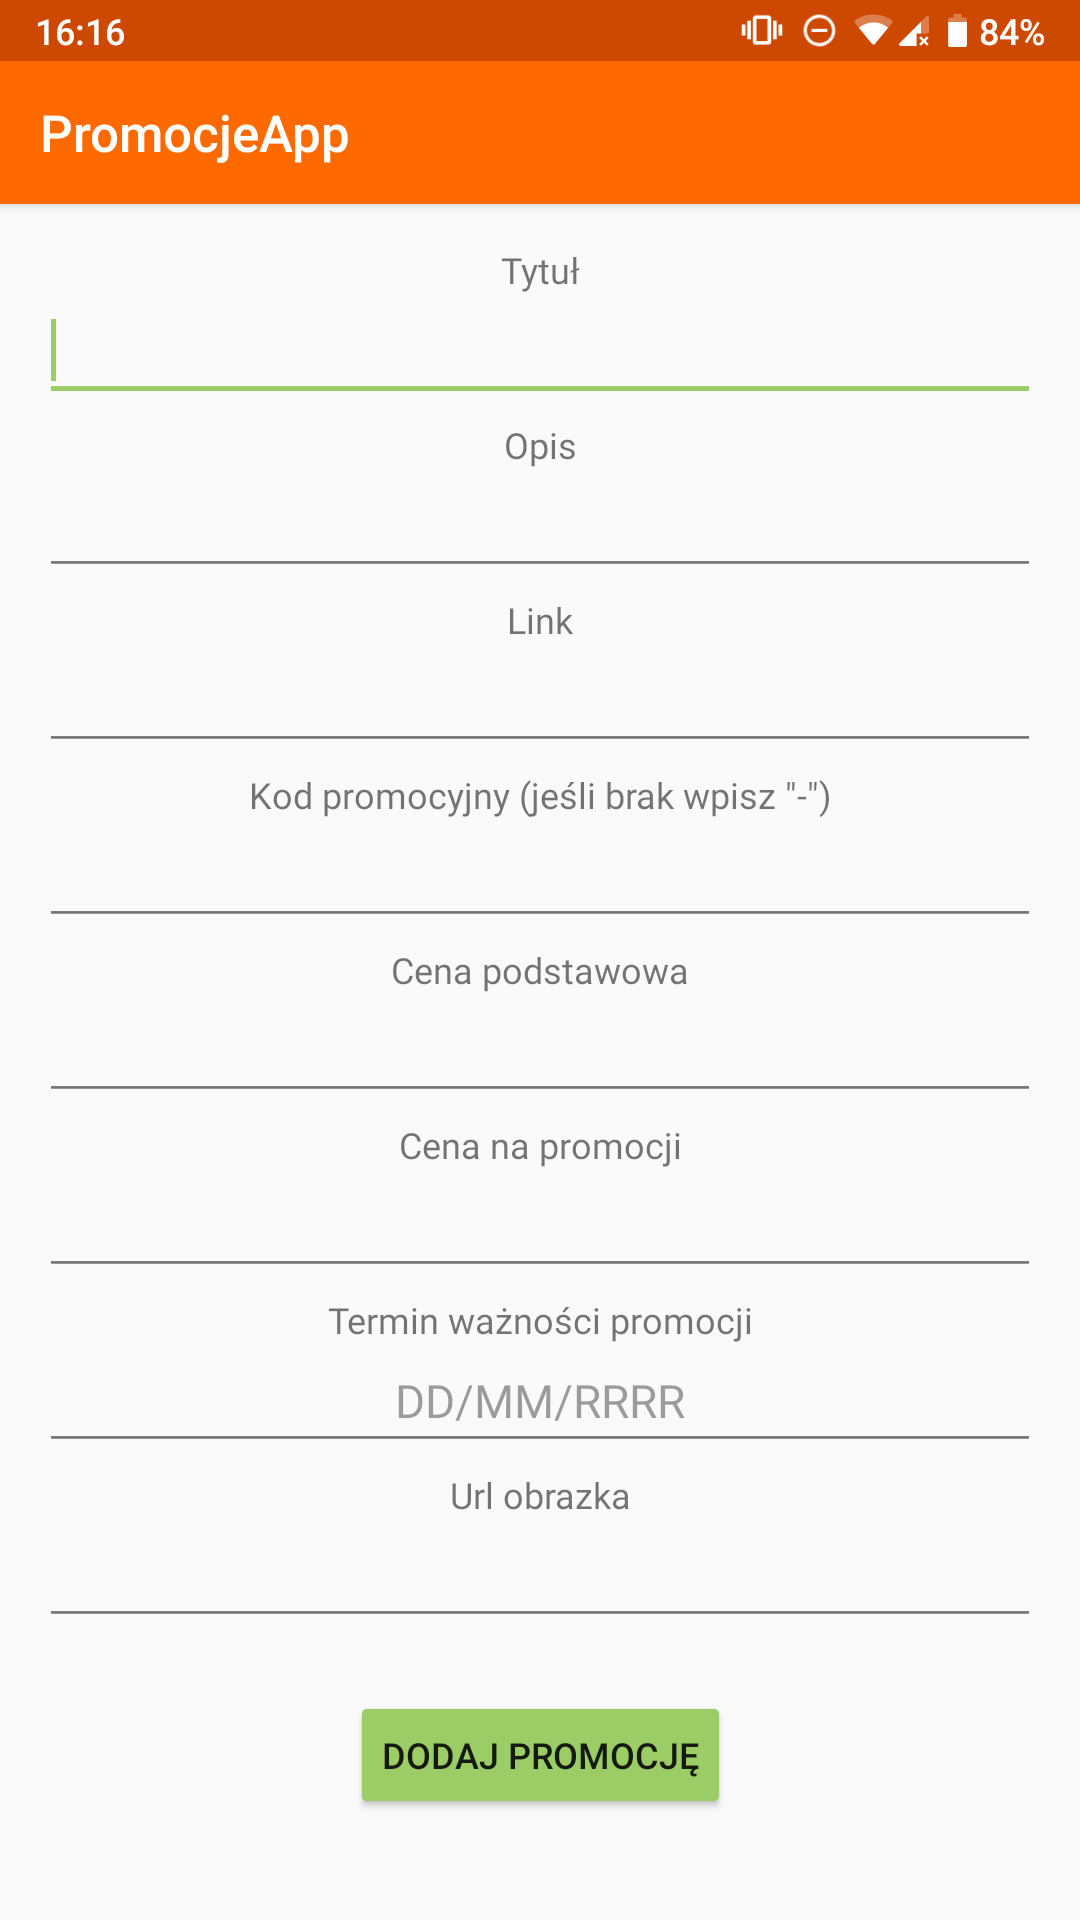 16:16
84%
PromocjeApp
Tytuł
Opis
Link
Kod promocyjny (jeśli brak wpisz "-")
Cena podstawowa
Cena na promocji
Termin ważności promocji
DD/MM/RRRR
Url obrazka
DODAJ PROMOCJĘ